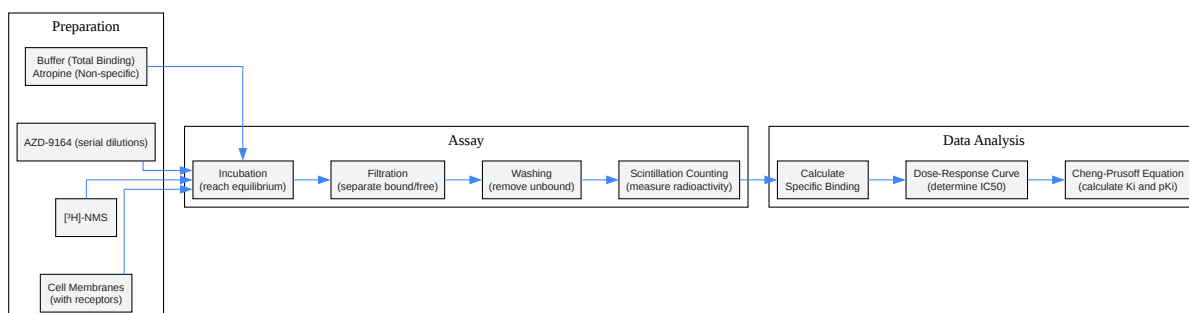 Preparation
Buffer (Total Binding)
Atropine (Non-specific)
AZD-9164 (serial dilutions)
[³H]-NMS
Cell Membranes
(with receptors)
Assay
Incubation
(reach equilibrium)
Filtration
(separate bound/free)
Washing
(remove unbound)
Scintillation Counting
(measure radioactivity)
Data Analysis
Calculate
Specific Binding
Dose-Response Curve
(determine IC50)
Cheng-Prusoff Equation
(calculate Ki and pKi)